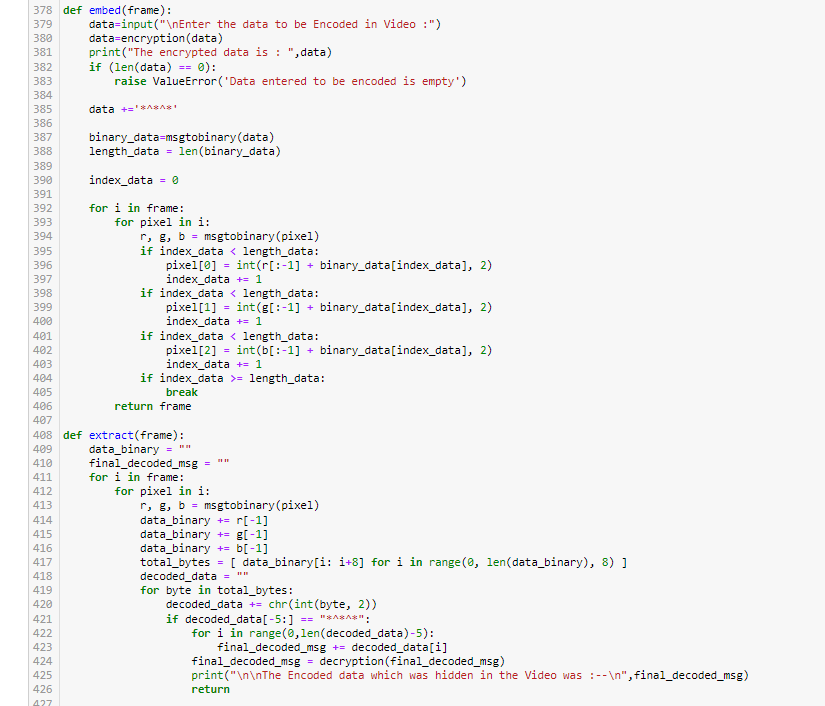 378 def embed(frame):
379     data=input("\nEnter the data to be Encoded in Video :")
380     data=encryption(data)
381     print("The encrypted data is : ",data)
382     if (len(data) == 0):
383         raise ValueError('Data entered to be encoded is empty')
384
385     data +='*^*^*'
386
387     binary_data=msgtobinary(data)
388     length_data = len(binary_data)
389
390     index_data = 0
391
392     for i in frame:
393         for pixel in i:
394             r, g, b = msgtobinary(pixel)
395             if index_data < length_data:
396                 pixel[0] = int(r[:-1] + binary_data[index_data], 2)
397                 index_data += 1
398             if index_data < length_data:
399                 pixel[1] = int(g[:-1] + binary_data[index_data], 2)
400                 index_data += 1
401             if index_data < length_data:
402                 pixel[2] = int(b[:-1] + binary_data[index_data], 2)
403                 index_data += 1
404             if index_data >= length_data:
405                 break
406         return frame
407
408 def extract(frame):
409     data_binary = ""
410     final_decoded_msg = ""
411     for i in frame:
412         for pixel in i:
413             r, g, b = msgtobinary(pixel)
414             data_binary += r[-1]
415             data_binary += g[-1]
416             data_binary += b[-1]
417             total_bytes = [ data_binary[i: i+8] for i in range(0, len(data_binary), 8) ]
418             decoded_data = ""
419             for byte in total_bytes:
420                 decoded_data += chr(int(byte, 2))
421                 if decoded_data[-5:] == "*^*^*":
422                     for i in range(0,len(decoded_data)-5):
423                         final_decoded_msg += decoded_data[i]
424                     final_decoded_msg = decryption(final_decoded_msg)
425                     print("\n\nThe Encoded data which was hidden in the Video was :--\n",final_decoded_msg)
426                     return
427